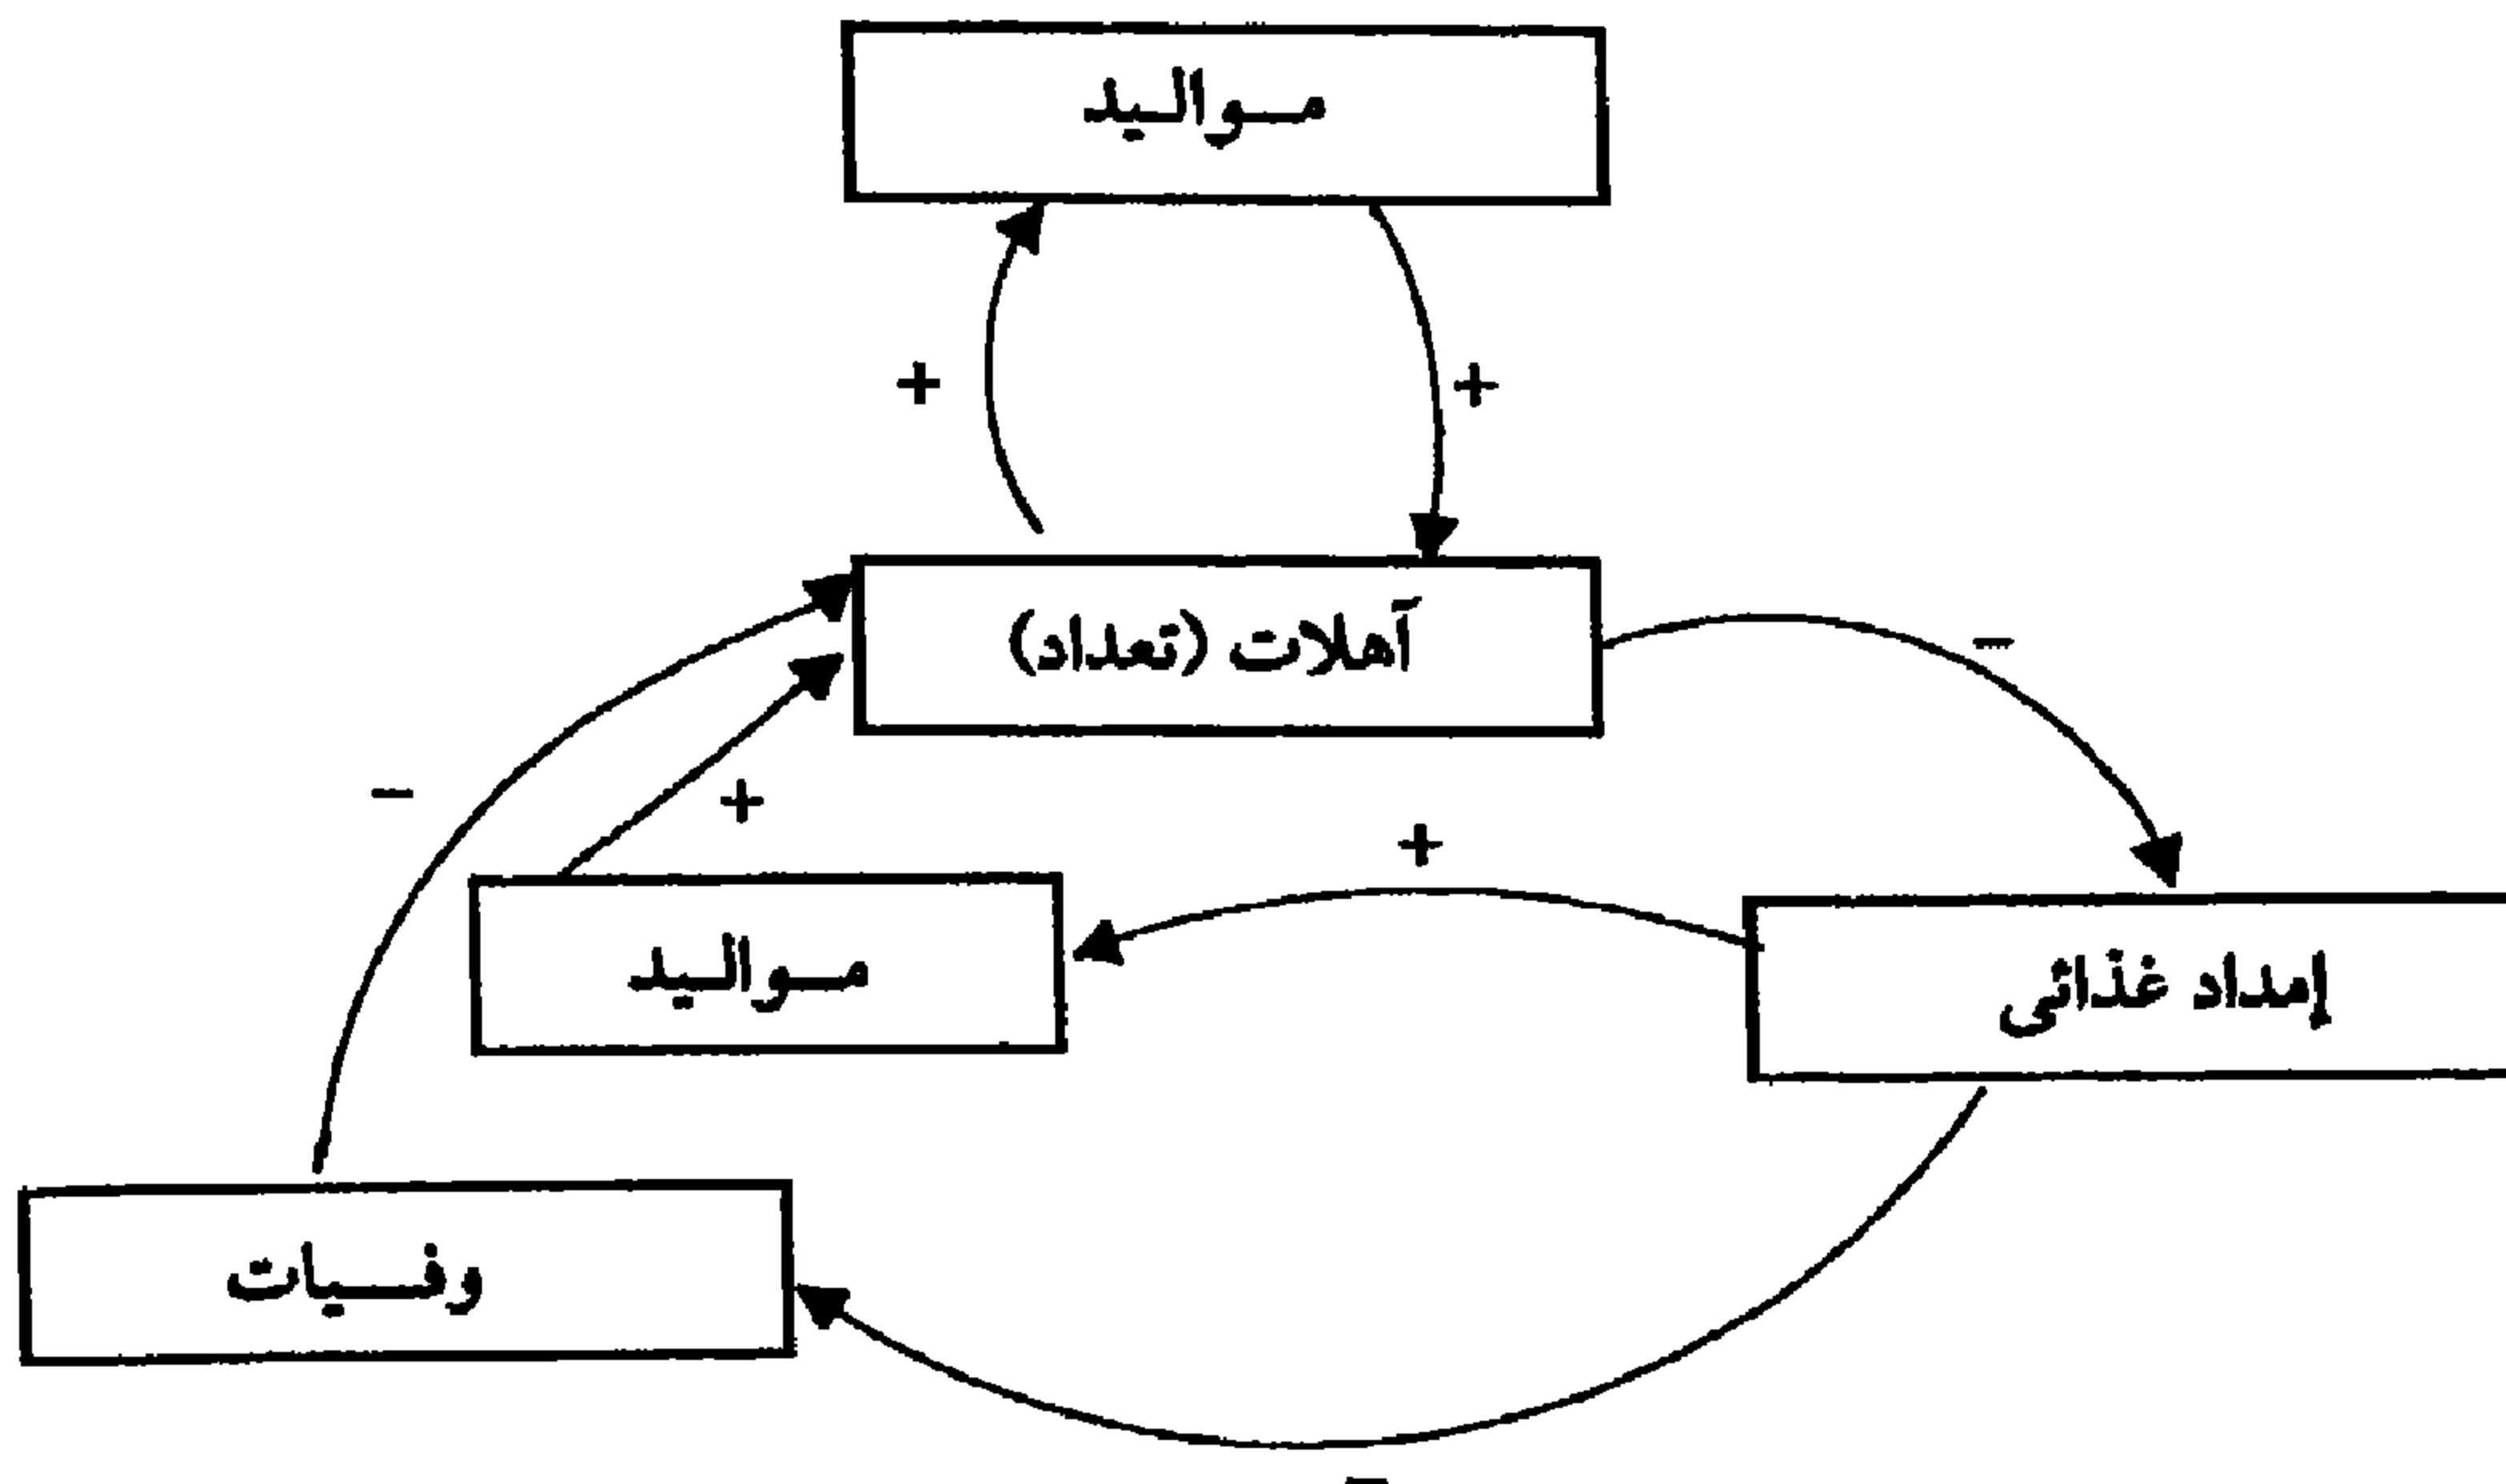 مواليد
+ +
آهلات (تعداد)
−
−
+
+
مواليد
إمداد غذائى
وفيات
−